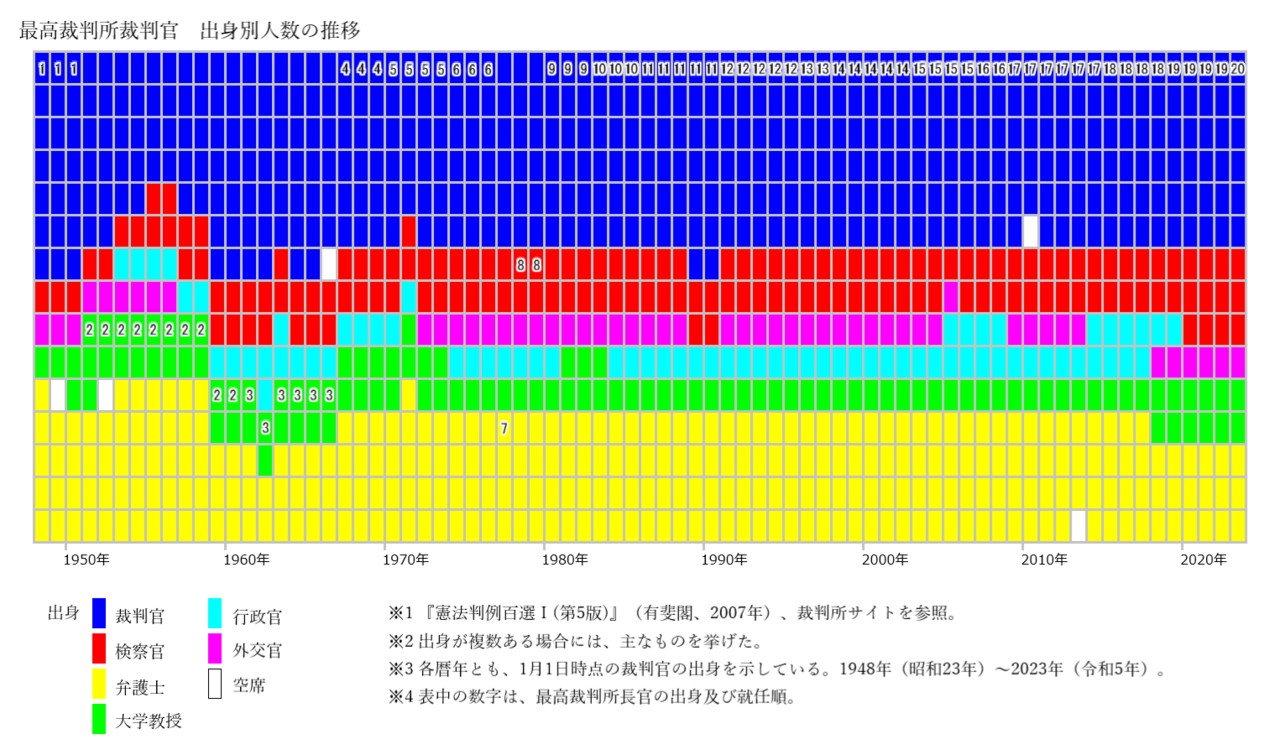 最高裁判所裁判官　出身別人数の推移
1 1 1 4 4 4 5 5 5 5 6 6 6 9 9 9 10 10 10 11 11 11 11 11 12 12 12 12 12 13 13 14 14 14 14 14 15 15 15 15 16 16 17 17 17 17 17 17 18 18 18 18 19 19 19 19 20
8 8
2 2 2 2 2 2 2 2
2 2 3 3 3 3 3
3 7
1950年 1960年 1970年 1980年 1990年 2000年 2010年 2020年
出身
裁判官
検察官
弁護士
大学教授
行政官
外交官
空席
※1 『憲法判例百選Ⅰ(第5版)』（有斐閣、2007年）、裁判所サイトを参照。
※2 出身が複数ある場合には、主なものを挙げた。
※3 各暦年とも、1月1日時点の裁判官の出身を示している。1948年（昭和23年）〜2023年（令和5年）。
※4 表中の数字は、最高裁判所長官の出身及び就任順。